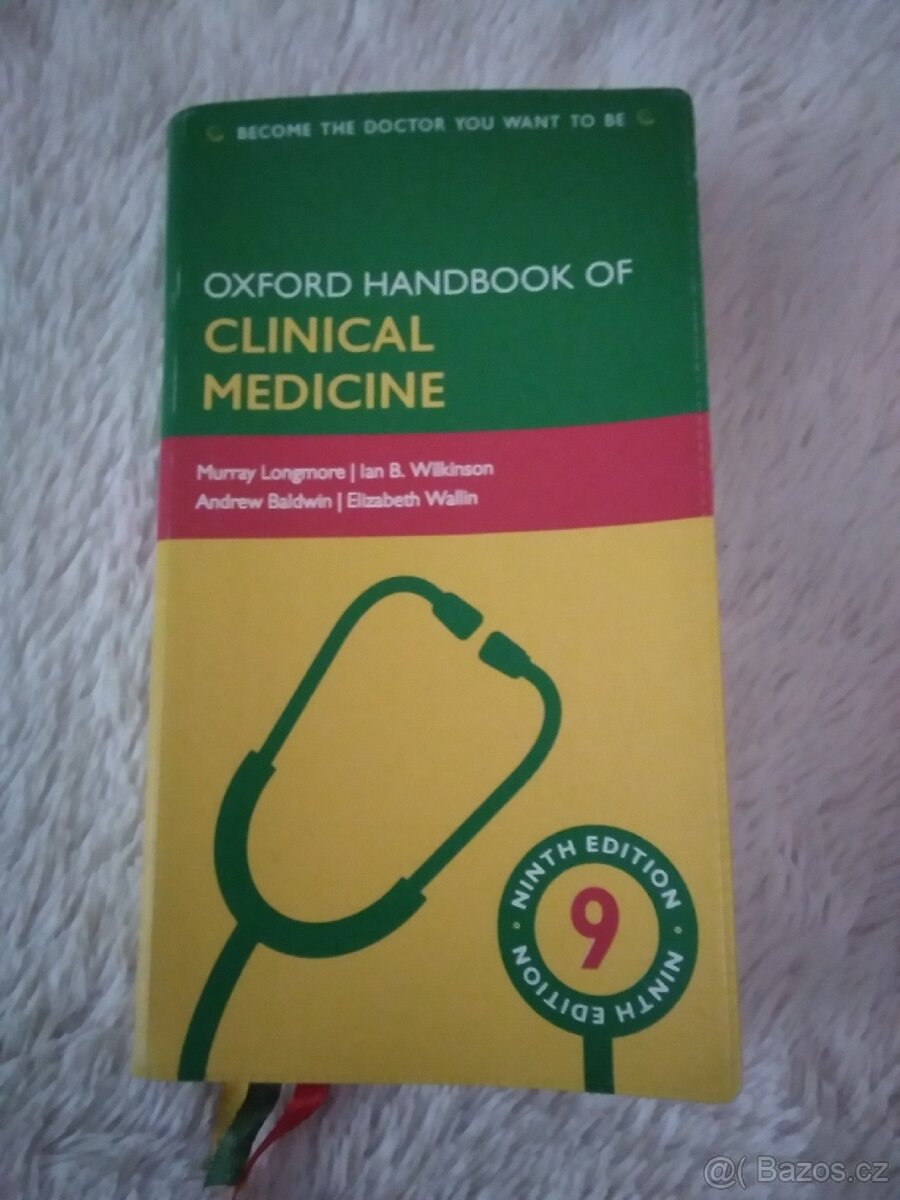 BECOME THE DOCTOR YOU WANT TO BE
OXFORD HANDBOOK OF
CLINICAL
MEDICINE
Murray Longmore | Ian B. Wilkinson
Andrew Baldwin | Elizabeth Wallin
NINTH EDITION • NINTH EDITION •
9
@( Bazos.cz